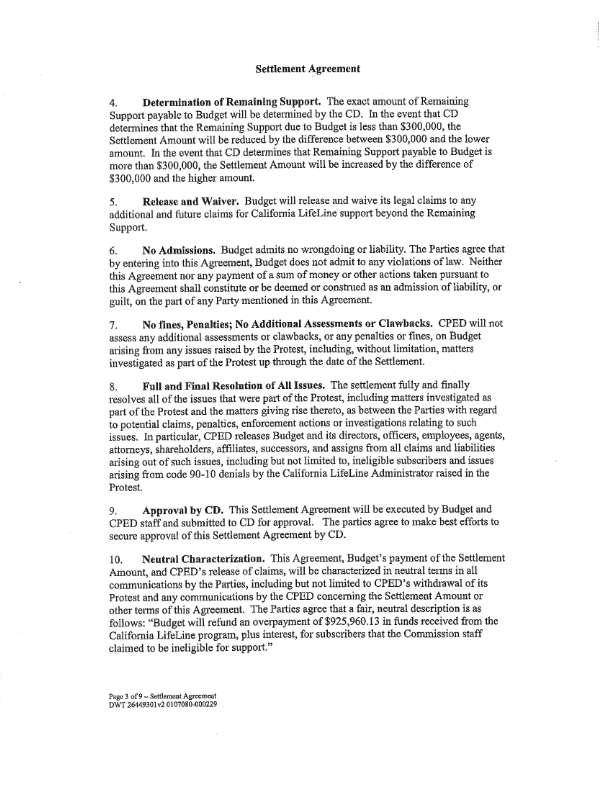 Settlement Agreement
4. Determination of Remaining Support. The exact amount of Remaining
Support payable to Budget will be determined by the CD. In the event that CD
determines that the Remaining Support due to Budget is less than $300,000, the
Settlement Amount will be reduced by the difference between $300,000 and the lower
amount. In the event that CD determines that Remaining Support payable to Budget is
more than $300,000, the Settlement Amount will be increased by the difference of
$300,000 and the higher amount.
5. Release and Waiver. Budget will release and waive its legal claims to any
additional and future claims for California LifeLine support beyond the Remaining
Support.
6. No Admissions. Budget admits no wrongdoing or liability. The Parties agree that
by entering into this Agreement, Budget does not admit to any violations of law. Neither
this Agreement nor any payment of a sum of money or other actions taken pursuant to
this Agreement shall constitute or be deemed or construed as an admission of liability, or
guilt, on the part of any Party mentioned in this Agreement.
7. No fines, Penalties; No Additional Assessments or Clawbacks. CPED will not
assess any additional assessments or clawbacks, or any penalties or fines, on Budget
arising from any issues raised by the Protest, including, without limitation, matters
investigated as part of the Protest up through the date of the Settlement.
8. Full and Final Resolution of All Issues. The settlement fully and finally
resolves all of the issues that were part of the Protest, including matters investigated as
part of the Protest and the matters giving rise thereto, as between the Parties with regard
to potential claims, penalties, enforcement actions or investigations relating to such
issues. In particular, CPED releases Budget and its directors, officers, employees, agents,
attorneys, shareholders, affiliates, successors, and assigns from all claims and liabilities
arising out of such issues, including but not limited to, ineligible subscribers and issues
arising from code 90-10 denials by the California LifeLine Administrator raised in the
Protest.
9. Approval by CD. This Settlement Agreement will be executed by Budget and
CPED staff and submitted to CD for approval. The parties agree to make best efforts to
secure approval of this Settlement Agreement by CD.
10. Neutral Characterization. This Agreement, Budget's payment of the Settlement
Amount, and CPED's release of claims, will be characterized in neutral terms in all
communications by the Parties, including but not limited to CPED's withdrawal of its
Protest and any communications by the CPED concerning the Settlement Amount or
other terms of this Agreement. The Parties agree that a fair, neutral description is as
follows: "Budget will refund an overpayment of $925,960.13 in funds received from the
California LifeLine program, plus interest, for subscribers that the Commission staff
claimed to be ineligible for support."
Page 3 of 9 -- Settlement Agreement
DWT 26449301v2 0107080-000229